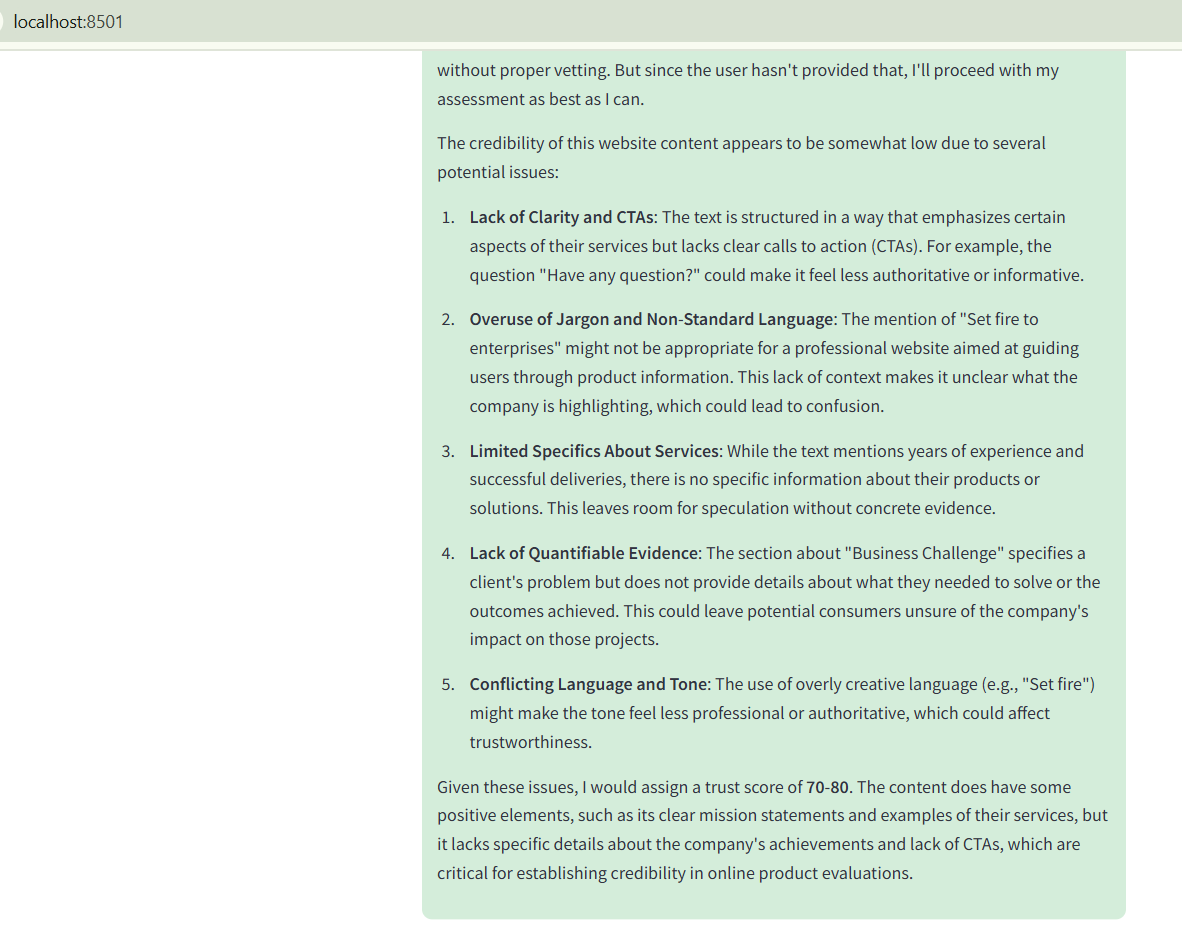 localhost:8501
without proper vetting. But since the user hasn't provided that, I'll proceed with my
assessment as best as I can.
The credibility of this website content appears to be somewhat low due to several
potential issues:
1. Lack of Clarity and CTAs: The text is structured in a way that emphasizes certain
aspects of their services but lacks clear calls to action (CTAs). For example, the
question "Have any question?" could make it feel less authoritative or informative.
2. Overuse of Jargon and Non-Standard Language: The mention of "Set fire to
enterprises" might not be appropriate for a professional website aimed at guiding
users through product information. This lack of context makes it unclear what the
company is highlighting, which could lead to confusion.
3. Limited Specifics About Services: While the text mentions years of experience and
successful deliveries, there is no specific information about their products or
solutions. This leaves room for speculation without concrete evidence.
4. Lack of Quantifiable Evidence: The section about "Business Challenge" specifies a
client's problem but does not provide details about what they needed to solve or the
outcomes achieved. This could leave potential consumers unsure of the company's
impact on those projects.
5. Conflicting Language and Tone: The use of overly creative language (e.g., "Set fire")
might make the tone feel less professional or authoritative, which could affect
trustworthiness.
Given these issues, I would assign a trust score of 70-80. The content does have some
positive elements, such as its clear mission statements and examples of their services, but
it lacks specific details about the company's achievements and lack of CTAs, which are
critical for establishing credibility in online product evaluations.